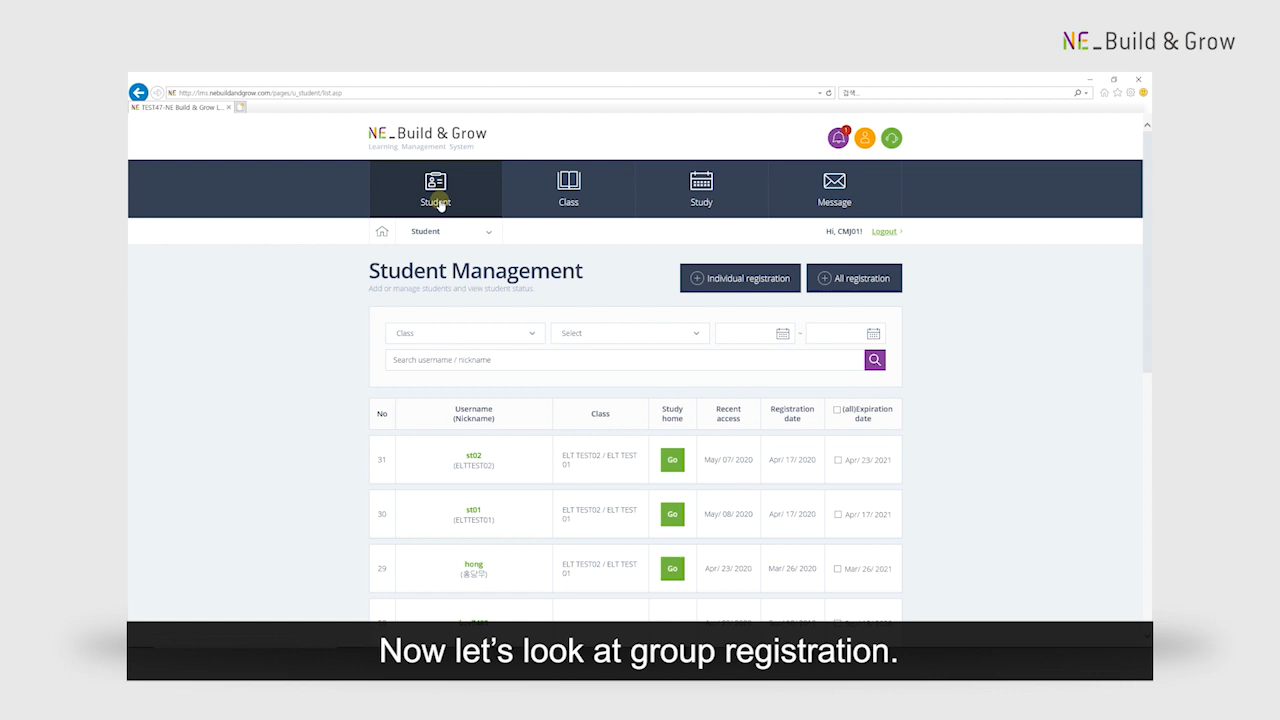 NE_Build & Grow
NE http://lms.nebuildandgrow.com/pages/u_student/list.asp
검색...
NE TEST47-NE Build & Grow L...
NE_Build & Grow
Learning Management System
1
Student
Class
Study
Message
Student
Hi, CMJ01! Logout
Student Management
Add or manage students and view student status.
Individual registration
All registration
Class
Select
~
Search username / nickname
No
Username
(Nickname)
Class
Study
home
Recent
access
Registration
date
(all)Expiration
date
31
st02
(ELTTEST02)
ELT TEST02 / ELT TEST
01
Go
May/ 07/ 2020
Apr/ 17/ 2020
Apr/ 23/ 2021
30
st01
(ELTTEST01)
ELT TEST02 / ELT TEST
01
Go
May/ 08/ 2020
Apr/ 17/ 2020
Apr/ 17/ 2021
29
hong
(홍당무)
ELT TEST02 / ELT TEST
01
Go
Apr/ 23/ 2020
Mar/ 26/ 2020
Mar/ 26/ 2021
Now let’s look at group registration.